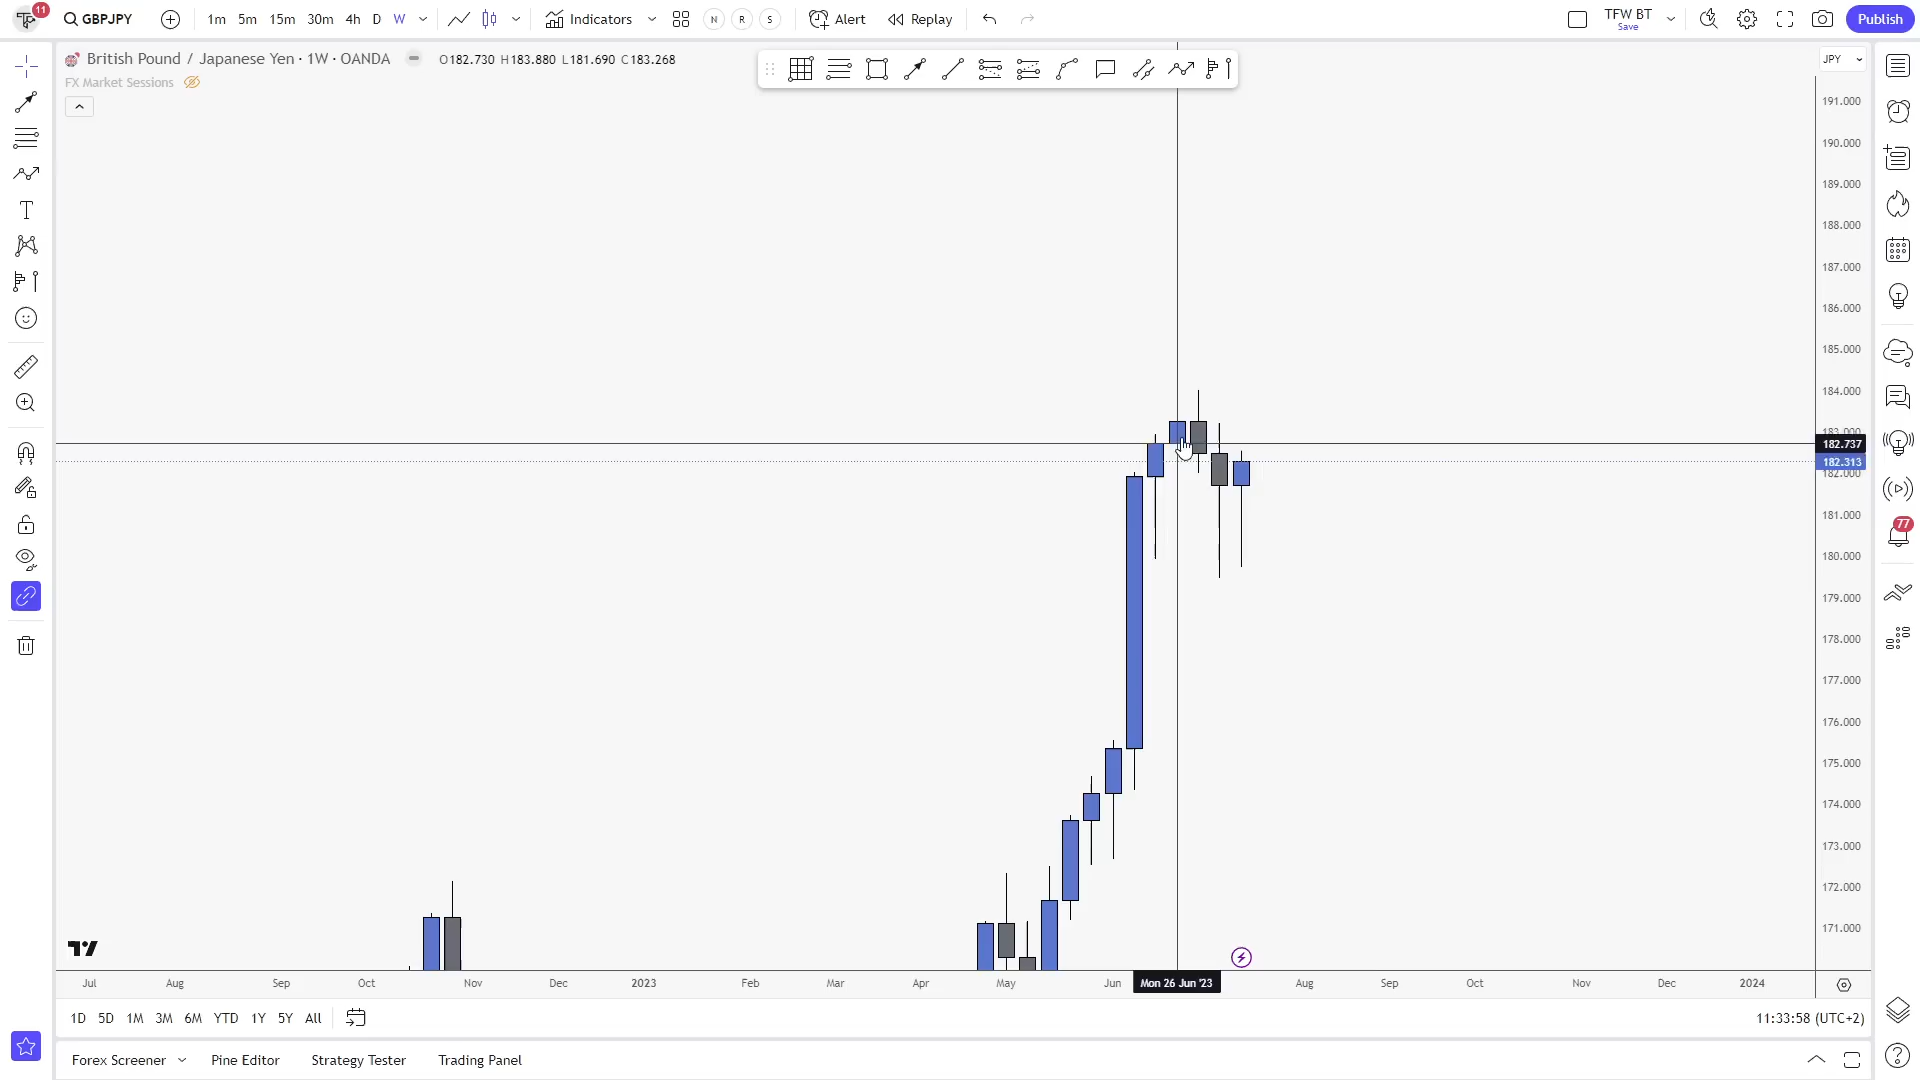 11
GBPJPY
1m 5m 15m 30m 4h D W
Indicators
N R S
Alert
Replay
TFW BT
Save
Publish
British Pound / Japanese Yen · 1W · OANDA
O182.730 H183.880 L181.690 C183.268
JPY
FX Market Sessions
191.000
190.000
189.000
188.000
187.000
186.000
185.000
184.000
183.000
182.737
182.313
182.000
181.000
180.000
179.000
178.000
177.000
176.000
175.000
174.000
173.000
172.000
171.000
77
T
Jul Aug Sep Oct Nov Dec 2023 Feb Mar Apr May Jun Mon 26 Jun '23 Aug Sep Oct Nov Dec 2024
1D 5D 1M 3M 6M YTD 1Y 5Y All
11:33:58 (UTC+2)
Forex Screener Pine Editor Strategy Tester Trading Panel